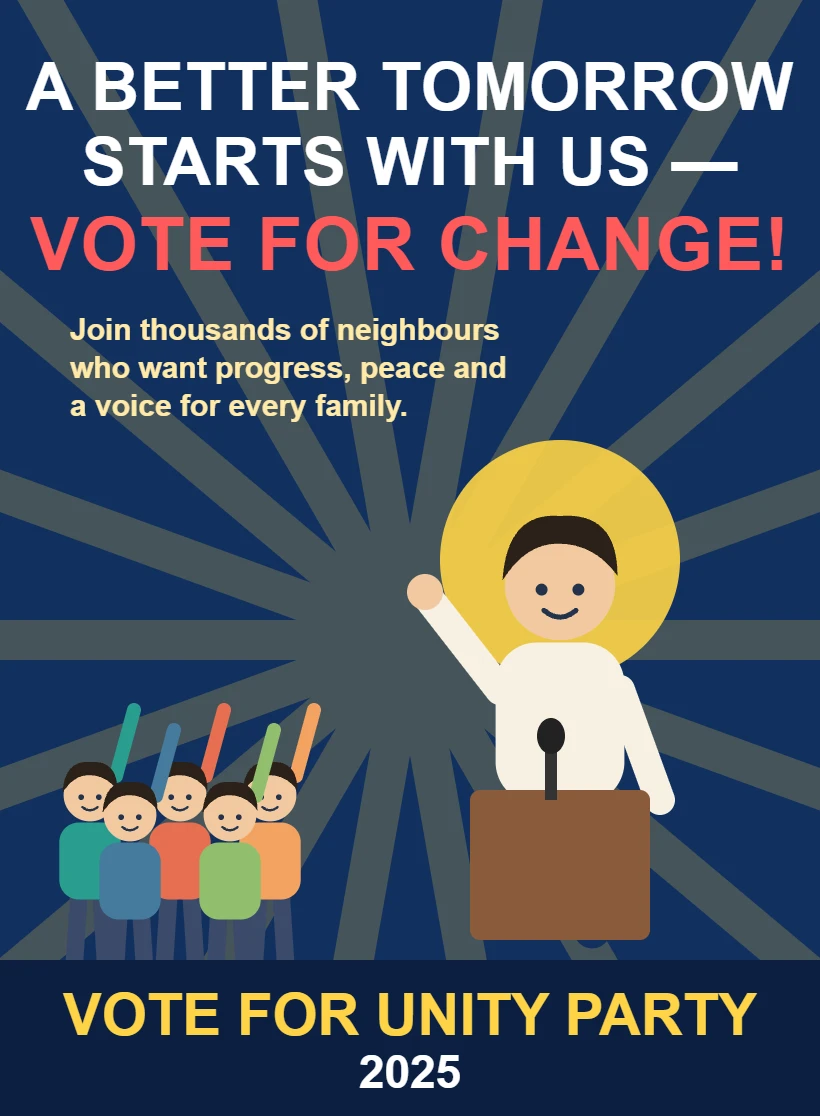 A BETTER TOMORROW
STARTS WITH US —
VOTE FOR CHANGE!
Join thousands of neighbours
who want progress, peace and
a voice for every family.
VOTE FOR UNITY PARTY
2025